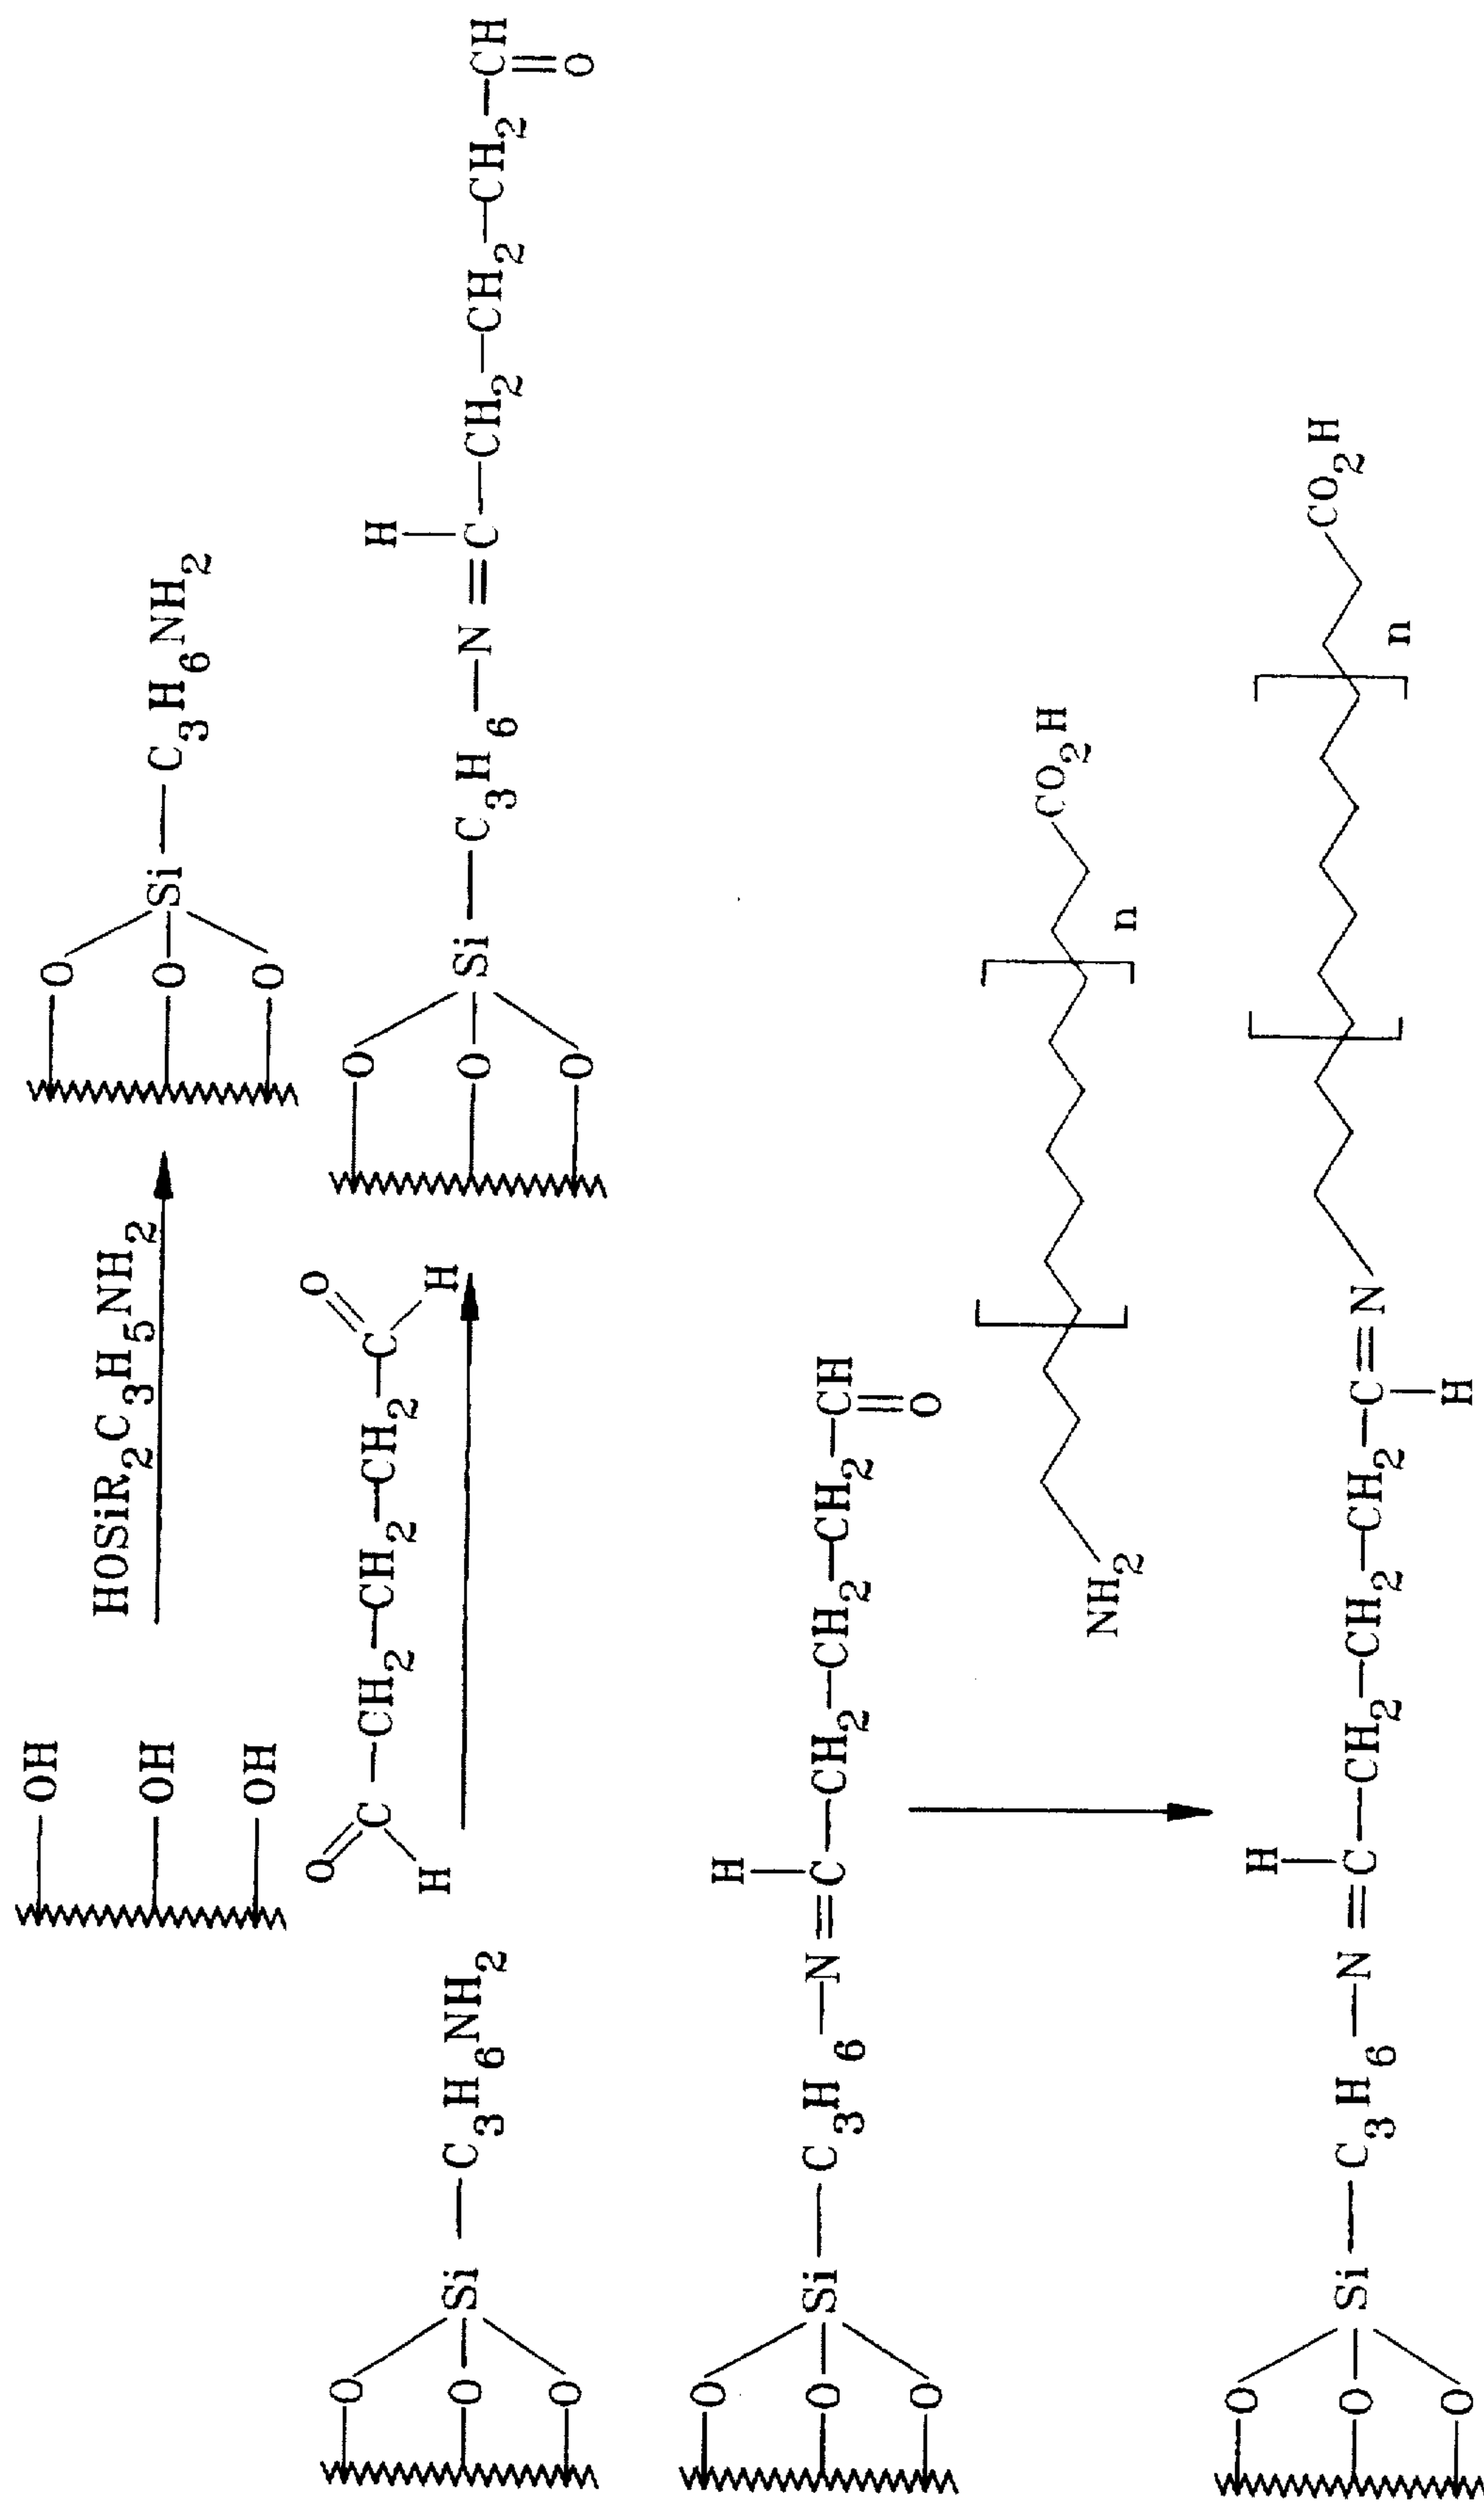 OH
OH
OH
HOSiR2C3H5NH2
O
O Si—C3H6NH2
O
O
O Si—C3H6NH2
O
O=C(H)—CH2—CH2—CH2—C(H)=O
O
O Si—C3H6—N=C(H)—CH2—CH2—CH2—CH=O
O
O
O Si—C3H6—N=C(H)—CH2—CH2—CH2—CH=O
O
NH2 [ ]n CO2H
O
O Si—C3H6—N=C(H)—CH2—CH2—CH2—C(H)=N [ ]n CO2H
O